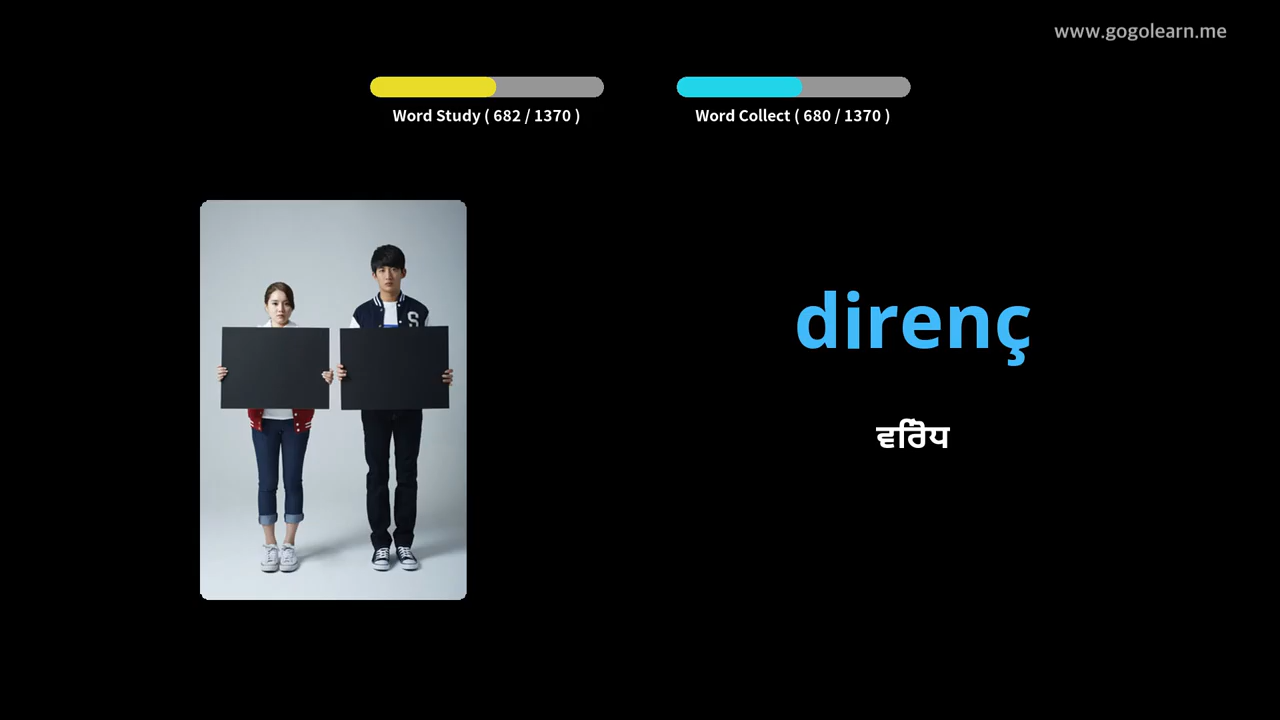 www.gogolearn.me
Word Study ( 682 / 1370 )
Word Collect ( 680 / 1370 )
S
direnç
ਵਿਰੋਧ